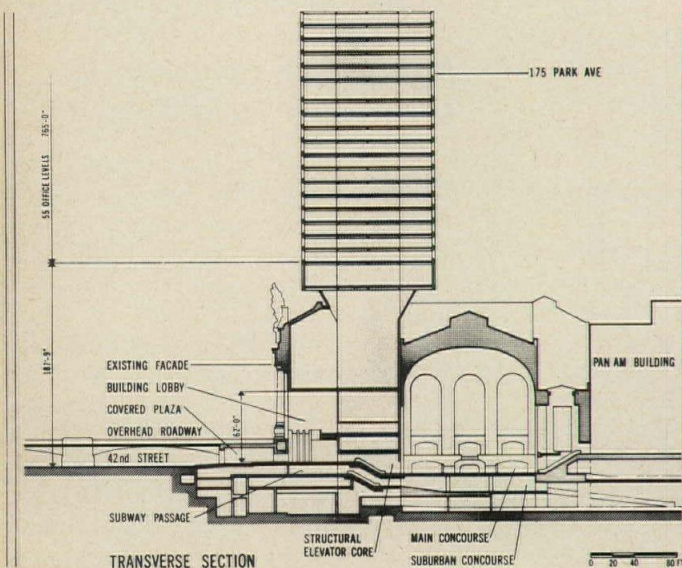 175 PARK AVE
55 OFFICE LEVELS 765'-0"
187'-9"
EXISTING FACADE
BUILDING LOBBY
COVERED PLAZA
OVERHEAD ROADWAY
42nd STREET
62'-0"
PAN AM BUILDING
SUBWAY PASSAGE
STRUCTURAL
ELEVATOR CORE
MAIN CONCOURSE
SUBURBAN CONCOURSE
TRANSVERSE SECTION
0 20 40 80 FT